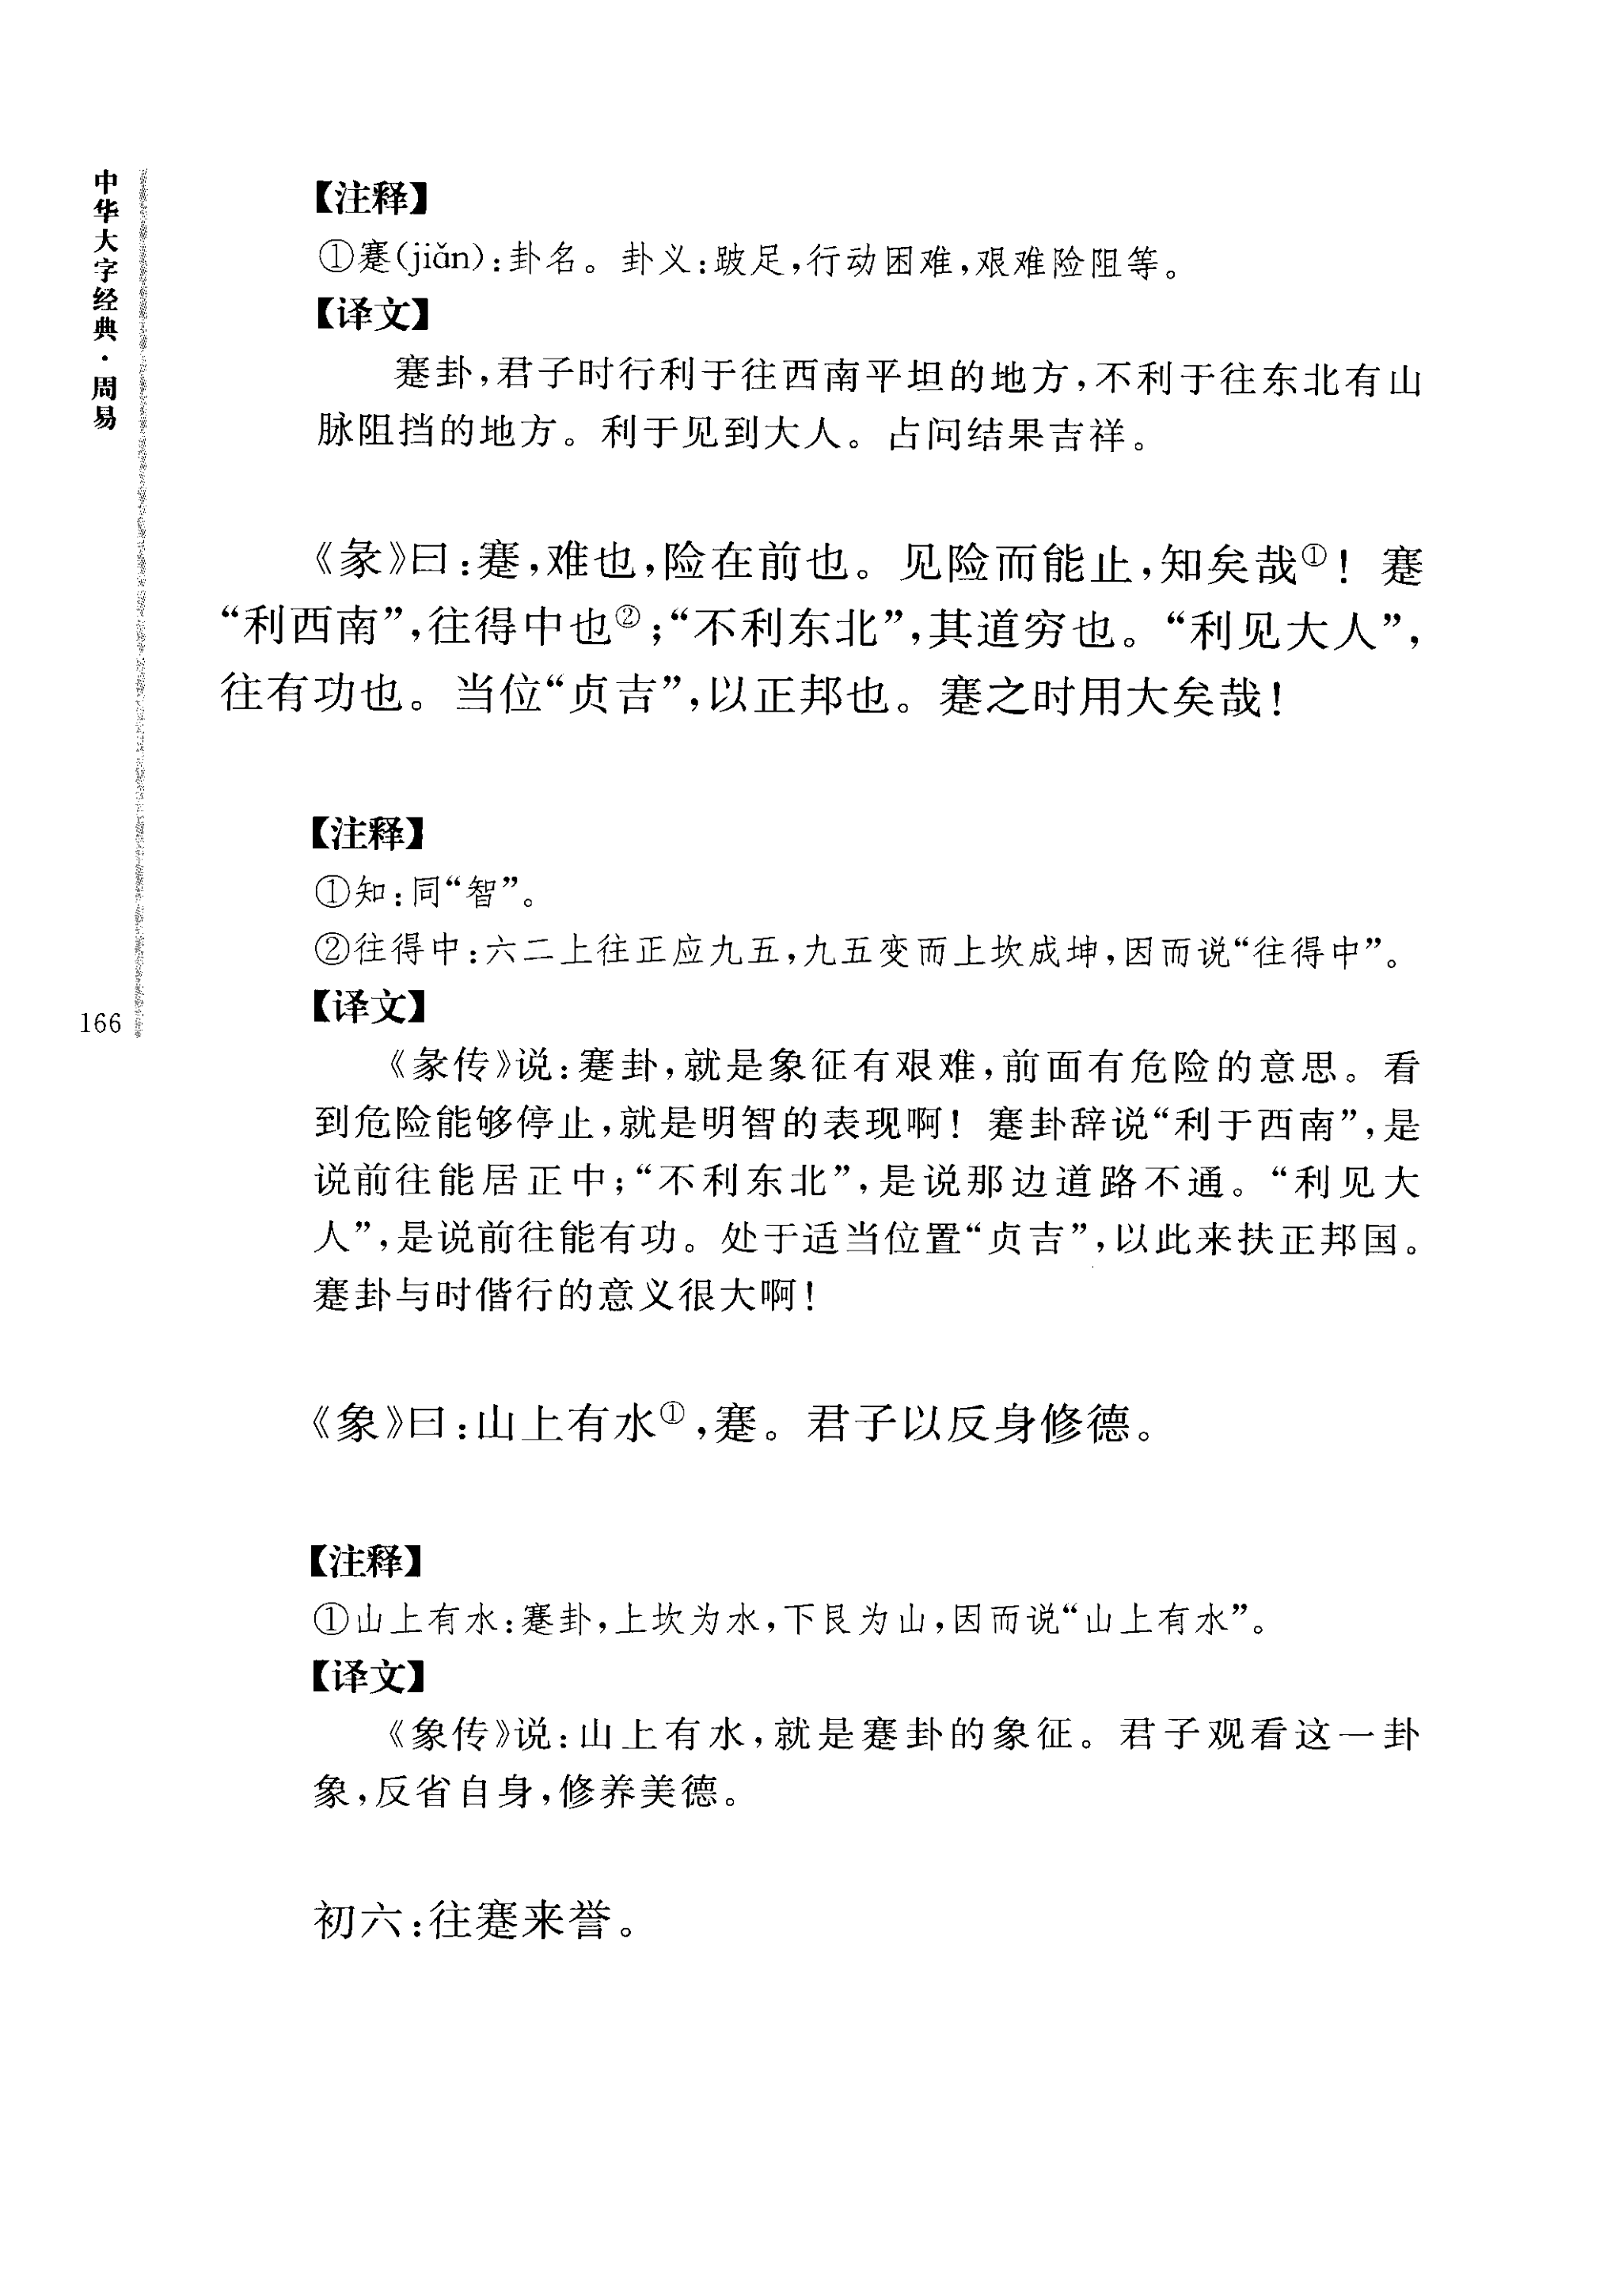 中华大字经典·周易
166
【注释】
①蹇(jiǎn):卦名。卦义:跛足,行动困难,艰难险阻等。
【译文】
蹇卦,君子时行利于往西南平坦的地方,不利于往东北有山
脉阻挡的地方。利于见到大人。占问结果吉祥。
《彖》曰:蹇,难也,险在前也。见险而能止,知矣哉①！蹇
“利西南”,往得中也②;“不利东北”,其道穷也。“利见大人”,
往有功也。当位“贞吉”,以正邦也。蹇之时用大矣哉！
【注释】
①知:同“智”。
②往得中:六二上往正应九五,九五变而上坎成坤,因而说“往得中”。
【译文】
《彖传》说:蹇卦,就是象征有艰难,前面有危险的意思。看
到危险能够停止,就是明智的表现啊！蹇卦辞说“利于西南”,是
说前往能居正中;“不利东北”,是说那边道路不通。“利见大
人”,是说前往能有功。处于适当位置“贞吉”,以此来扶正邦国。
蹇卦与时偕行的意义很大啊！
《象》曰:山上有水①,蹇。君子以反身修德。
【注释】
①山上有水:蹇卦,上坎为水,下艮为山,因而说“山上有水”。
【译文】
《象传》说:山上有水,就是蹇卦的象征。君子观看这一卦
象,反省自身,修养美德。
初六:往蹇来誉。